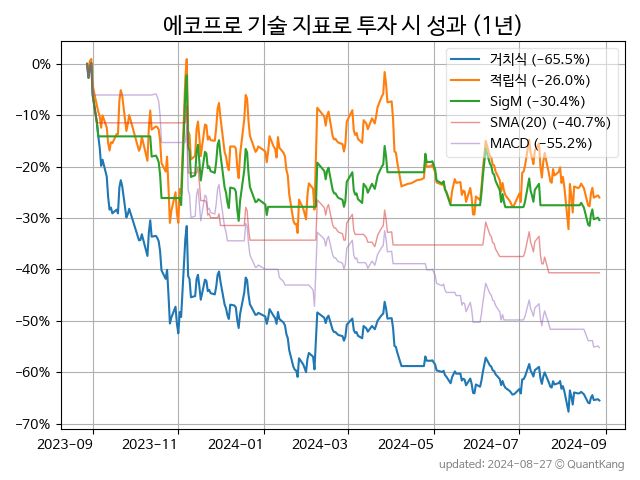 에코프로 기술 지표로 투자 시 성과 (1년)
거치식 (−65.5%)
적립식 (−26.0%)
SigM (−30.4%)
SMA(20) (−40.7%)
MACD (−55.2%)
0%
−10%
−20%
−30%
−40%
−50%
−60%
−70%
2023-09 2023-11 2024-01 2024-03 2024-05 2024-07 2024-09
updated: 2024-08-27 ⓒ QuantKang